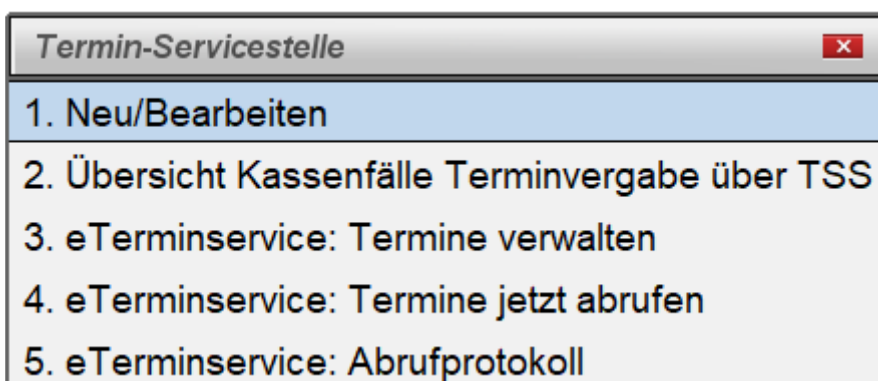 Termin-Servicestelle
1. Neu/Bearbeiten
2. Übersicht Kassenfälle Terminvergabe über TSS
3. eTerminservice: Termine verwalten
4. eTerminservice: Termine jetzt abrufen
5. eTerminservice: Abrufprotokoll